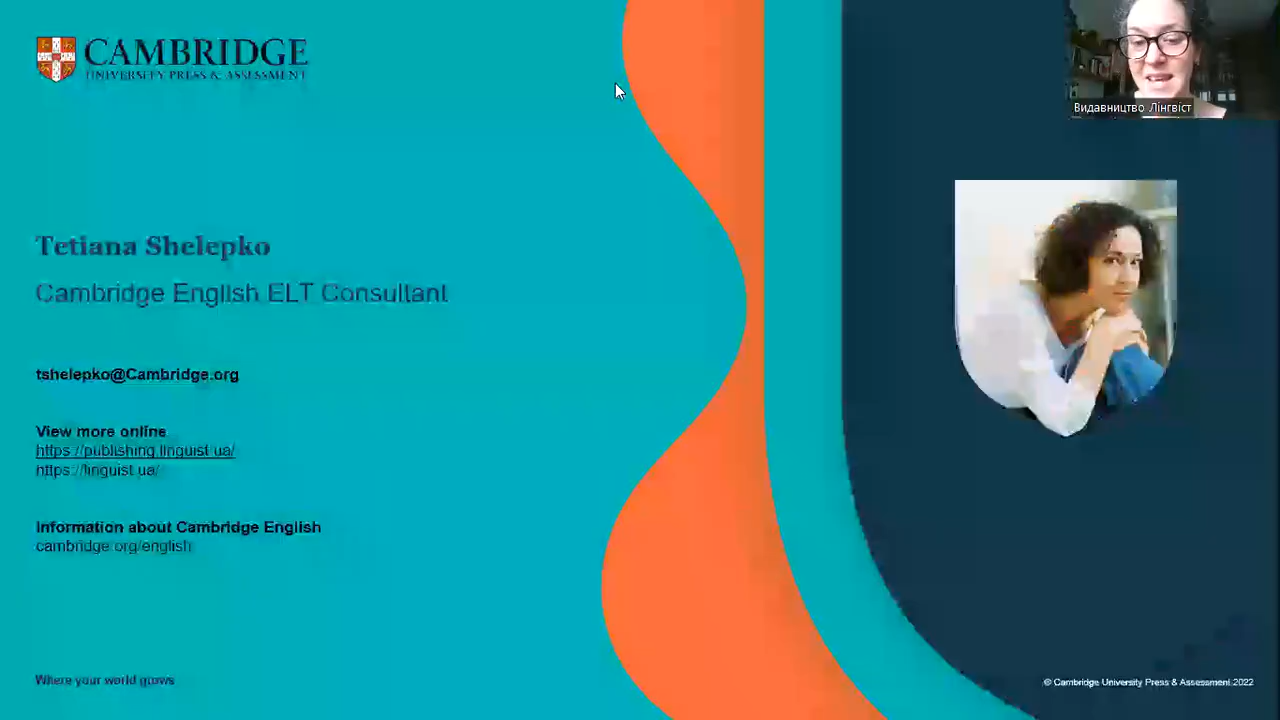 CAMBRIDGE
UNIVERSITY PRESS & ASSESSMENT
Видавництво Лінгвіст
Tetiana Shelepko
Cambridge English ELT Consultant
tshelepko@Cambridge.org
View more online
https://publishing.linguist.ua/
https://linguist.ua/
Information about Cambridge English
cambridge.org/english
Where your world grows
© Cambridge University Press & Assessment 2022